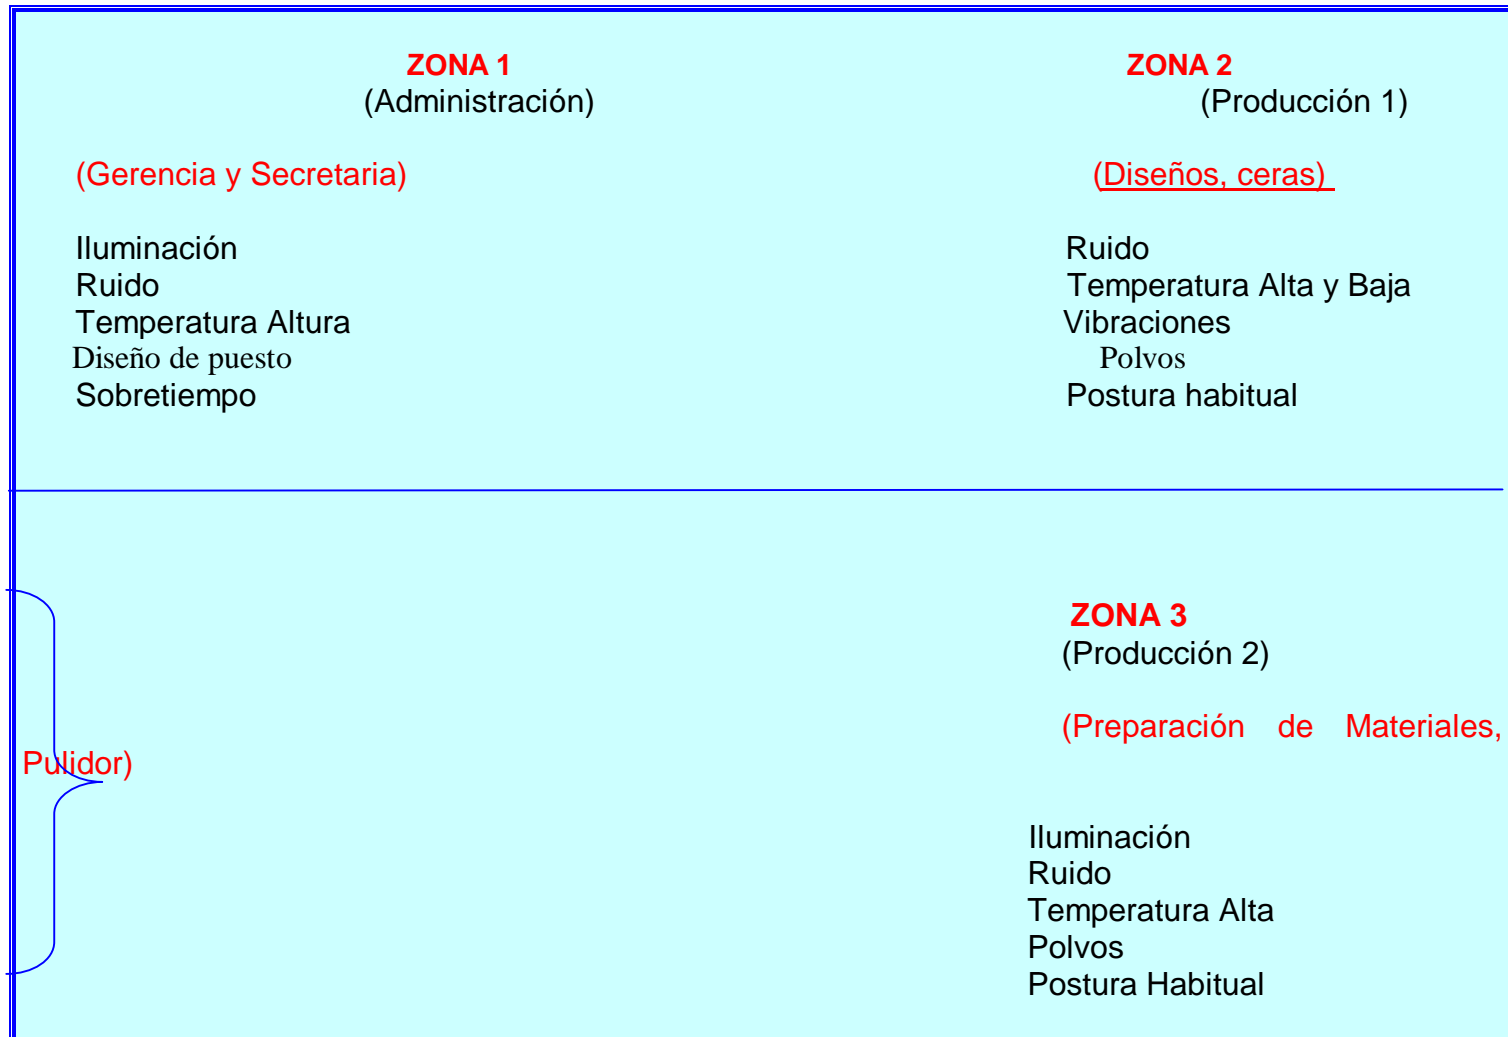 ZONA 1
(Administración)
(Gerencia y Secretaria)
Iluminación
Ruido
Temperatura Altura
Diseño de puesto
Sobretiempo
ZONA 2
(Producción 1)
(Diseños, ceras)
Ruido
Temperatura Alta y Baja
Vibraciones
Polvos
Postura habitual
ZONA 3
(Producción 2)
(Preparación de Materiales,
Pulidor)
Iluminación
Ruido
Temperatura Alta
Polvos
Postura Habitual